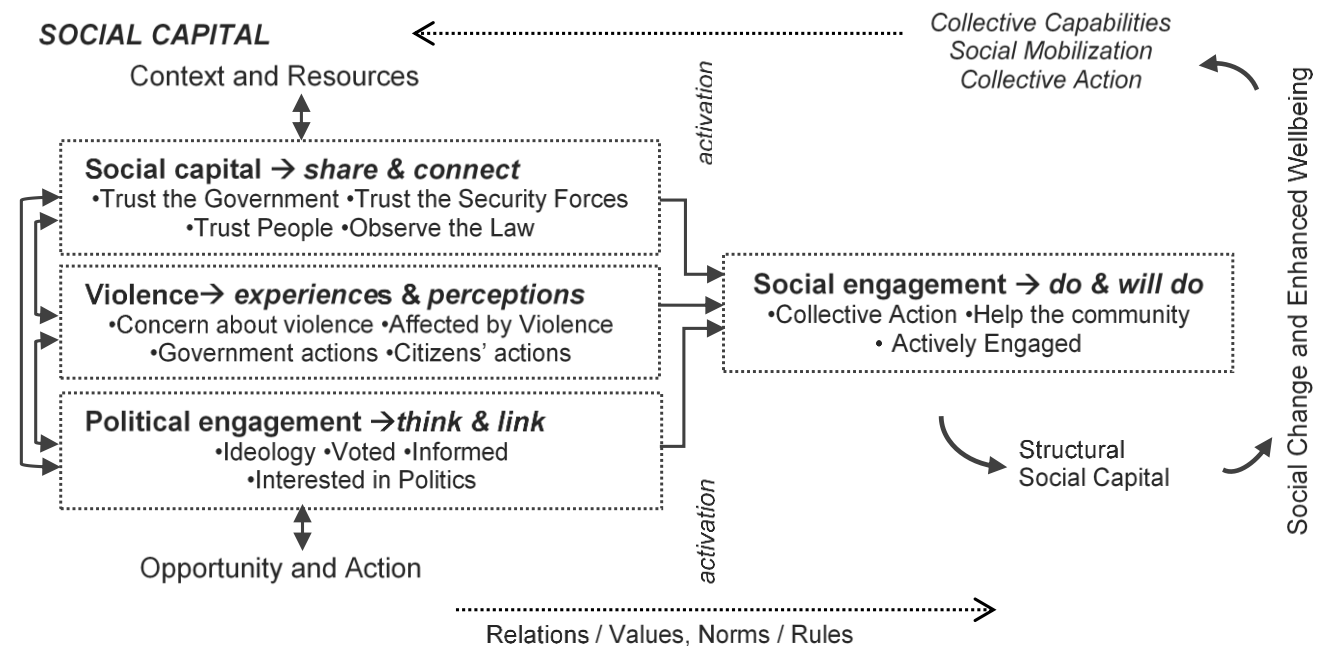 SOCIAL CAPITAL
Collective Capabilities
Social Mobilization
Collective Action
Context and Resources
activation
Social capital → share & connect
•Trust the Government •Trust the Security Forces
•Trust People •Observe the Law
Violence→ experiences & perceptions
•Concern about violence •Affected by Violence
•Government actions •Citizens’ actions
Political engagement →think & link
•Ideology •Voted •Informed
•Interested in Politics
Social engagement → do & will do
•Collective Action •Help the community
• Actively Engaged
Structural
Social Capital
Social Change and Enhanced Wellbeing
activation
Opportunity and Action
Relations / Values, Norms / Rules